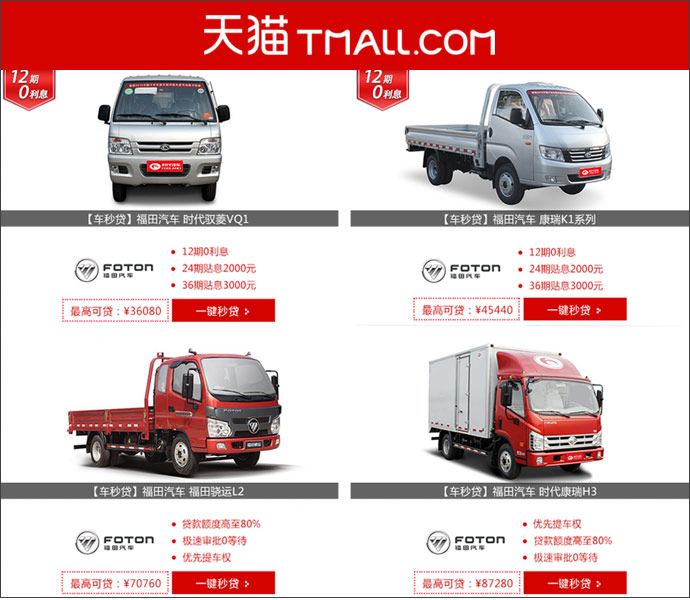 天猫 TMALL.COM
12期
0利息
12期
0利息
【车秒贷】福田汽车 时代驭菱VQ1
【车秒贷】福田汽车 康瑞K1系列
FOTON
福田汽车
12期0利息
24期贴息2000元
36期贴息3000元
最高可贷：¥36080
一键秒贷 >
FOTON
福田汽车
12期0利息
24期贴息2000元
36期贴息3000元
最高可贷：¥45440
一键秒贷 >
FOTON
【车秒贷】福田汽车 福田骁运L2
【车秒贷】福田汽车 时代康瑞H3
FOTON
福田汽车
贷款额度高至80%
极速审批0等待
优先提车权
最高可贷：¥70760
一键秒贷 >
FOTON
福田汽车
优先提车权
贷款额度高至80%
极速审批0等待
最高可贷：¥87280
一键秒贷 >